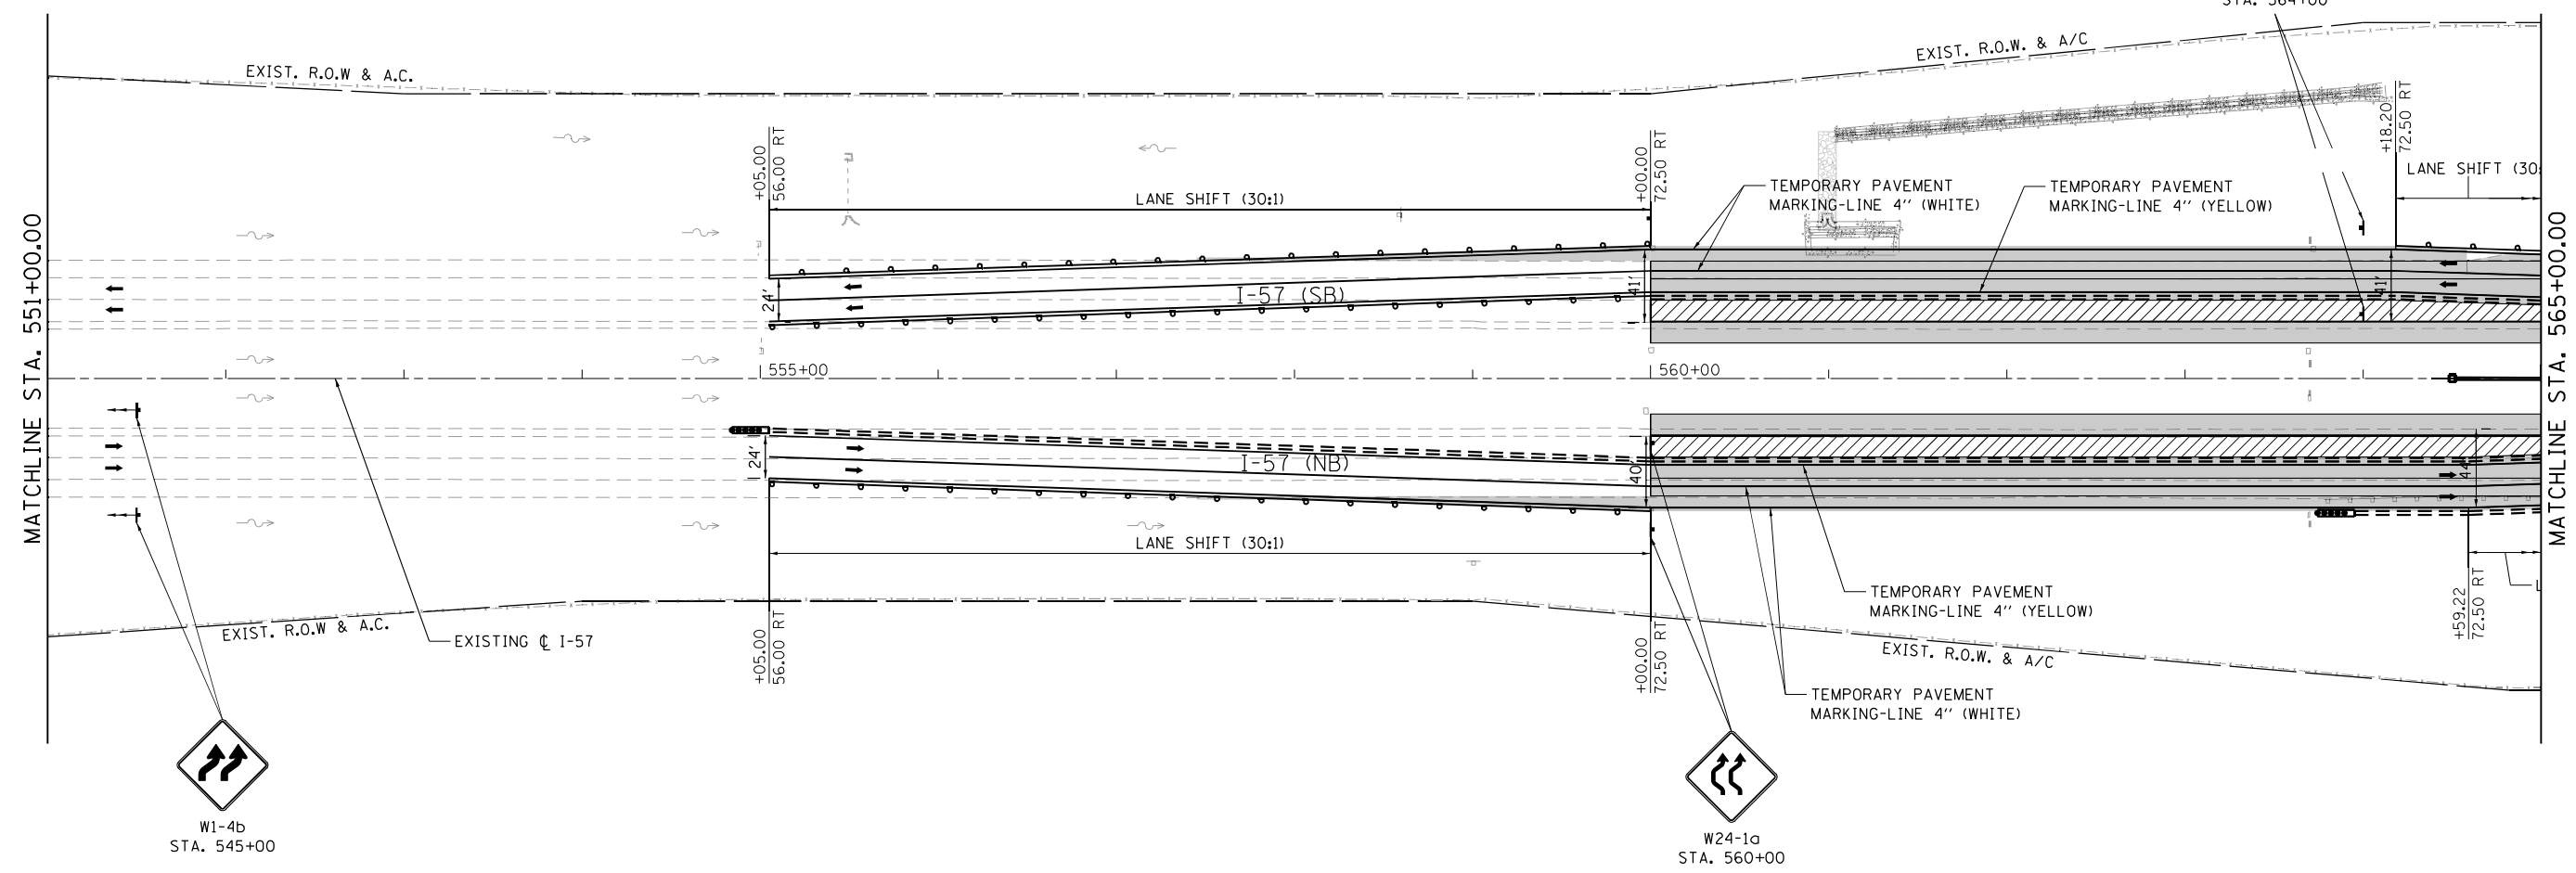 STA. 564+00
EXIST. R.O.W & A.C.
EXIST. R.O.W. & A/C
+05.00
56.00 RT
+00.00
72.50 RT
+18.20
72.50 RT
LANE SHIFT (30:1)
LANE SHIFT (30:
TEMPORARY PAVEMENT
MARKING-LINE 4'' (WHITE)
TEMPORARY PAVEMENT
MARKING-LINE 4'' (YELLOW)
MATCHLINE STA. 551+00.00
MATCHLINE STA. 565+00.00
24'
I-57 (SB)
41'
41'
555+00
560+00
24'
I-57 (NB)
40'
44'
LANE SHIFT (30:1)
L
TEMPORARY PAVEMENT
MARKING-LINE 4'' (YELLOW)
+05.00
56.00 RT
+00.00
72.50 RT
+59.22
72.50 RT
EXIST. R.O.W & A.C.
EXISTING ℄ I-57
EXIST. R.O.W. & A/C
TEMPORARY PAVEMENT
MARKING-LINE 4'' (WHITE)
W1-4b
STA. 545+00
W24-1a
STA. 560+00